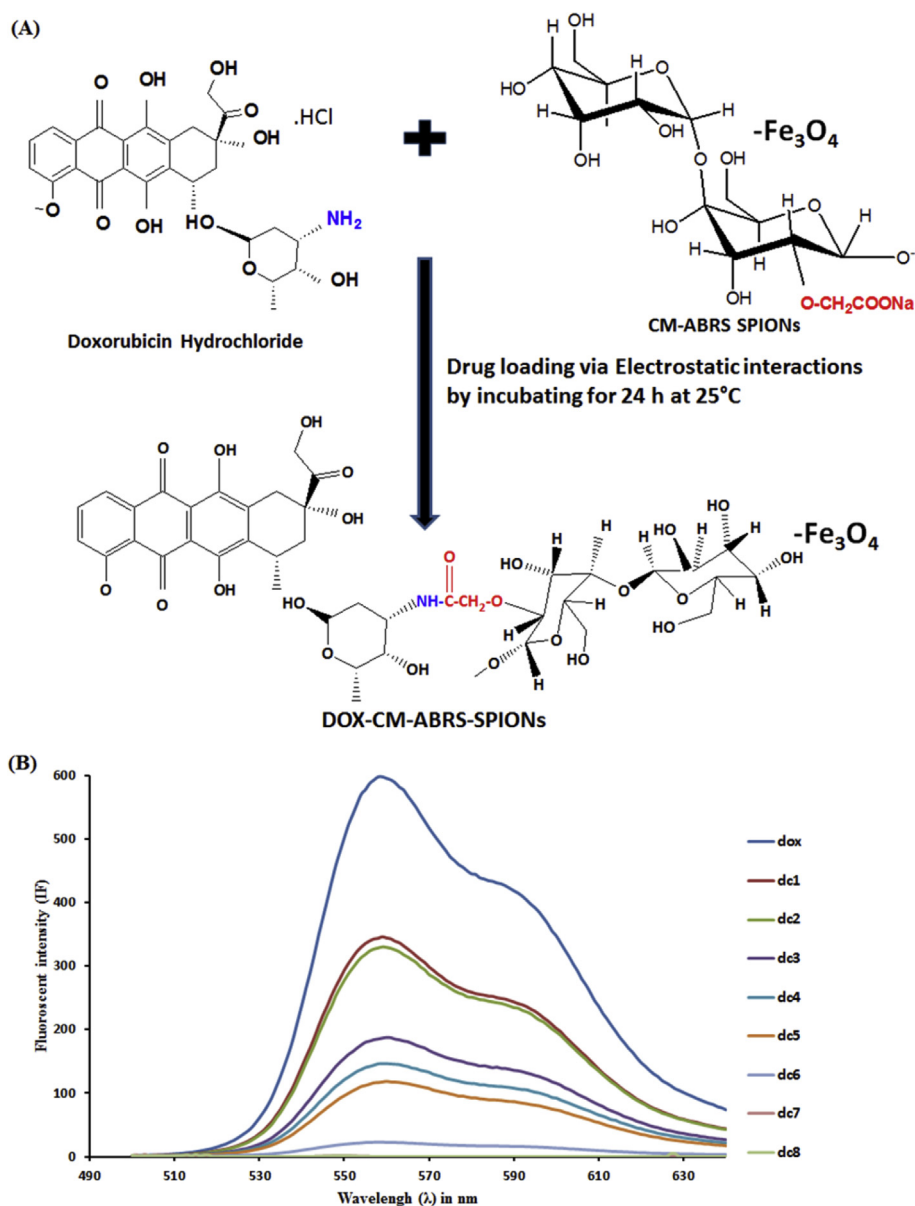 (A)
OH
OH
OH
O
O
.HCl
OH
O
O
OH
HO
NH2
O
OH
Doxorubicin Hydrochloride
OH
H
H
O
HO
OH
OH
H
H
O
-Fe3O4
OH
H
O
H
HO
OH
H
O-
O-CH2COONa
CM-ABRS SPIONs
Drug loading via Electrostatic interactions
by incubating for 24 h at 25°C
OH
O
OH
O
OH
O
O
OH
HO
NH-C-CH2-O
O
O
OH
HO
H
H
O
O
H
H
HO
O
H
HO
HO
H
OH
H
O
HO
-Fe3O4
DOX-CM-ABRS-SPIONs
(B)
600
500
400
300
200
100
0
Fluoroscent intensity (IF)
490
510
530
550
570
590
610
630
Wavelengh (λ) in nm
dox
dc1
dc2
dc3
dc4
dc5
dc6
dc7
dc8